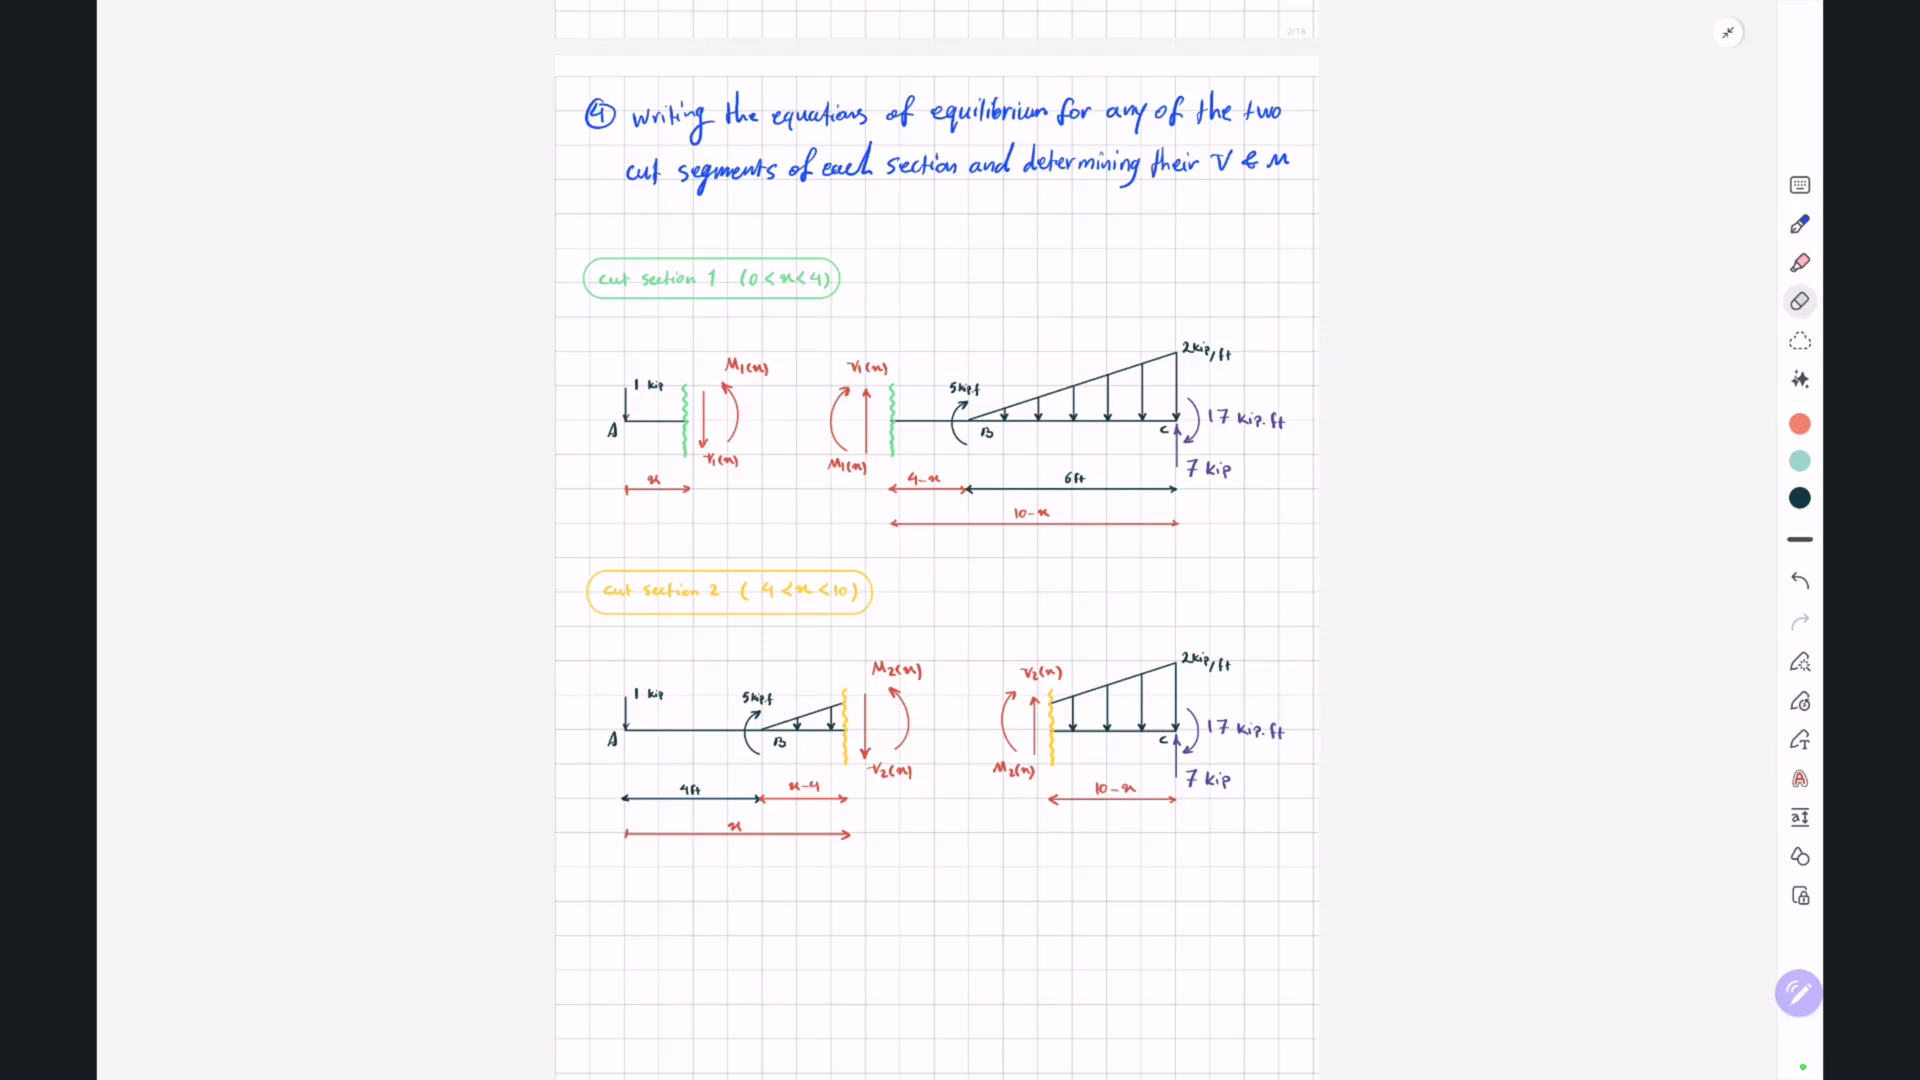 2/16
④ writing the equations of equilibrium for any of the two
cut segments of each section and determining their V & M
cut section 1 (0<x<4)
1 kip
M₁(x)
V₁(x)
5kip.f
2kip/ft
A
B
C
17 kip.ft
V₁(x)
M₁(x)
7 kip
x
4-x
6ft
10-x
cut section 2 (4<x<10)
1 kip
M₂(x)
V₂(x)
5kip.f
2kip/ft
A
B
C
17 kip.ft
V₂(x)
M₂(x)
7 kip
4ft
x-4
10-x
x